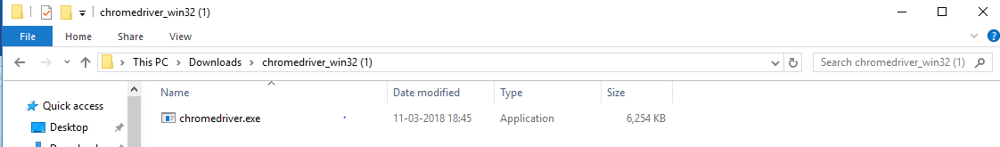 chromedriver_win32 (1)
File Home Share View
This PC Downloads chromedriver_win32 (1) Search chromedriver_win32 (1)
Name Date modified Type Size
Quick access
chromedriver.exe 11-03-2018 18:45 Application 6,254 KB
Desktop